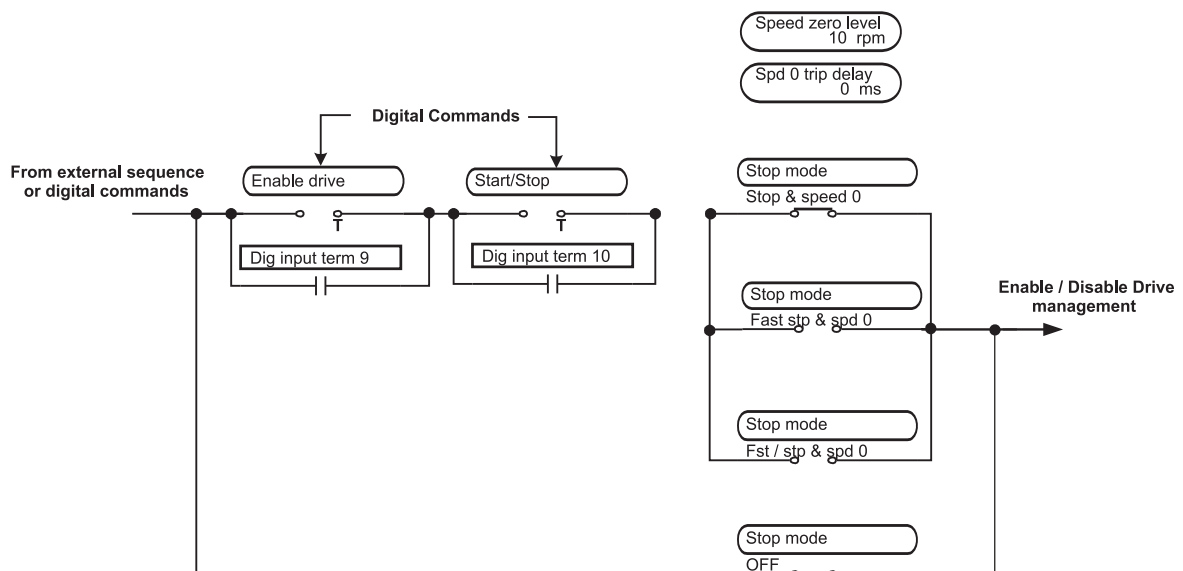 Speed zero level
10 rpm
Spd 0 trip delay
0 ms
Digital Commands
From external sequence
or digital commands
Enable drive
Start/Stop
Stop mode
Stop & speed 0
T
T
Dig input term 9
Dig input term 10
Stop mode
Fast stp & spd 0
Enable / Disable Drive
management
Stop mode
Fst / stp & spd 0
Stop mode
OFF